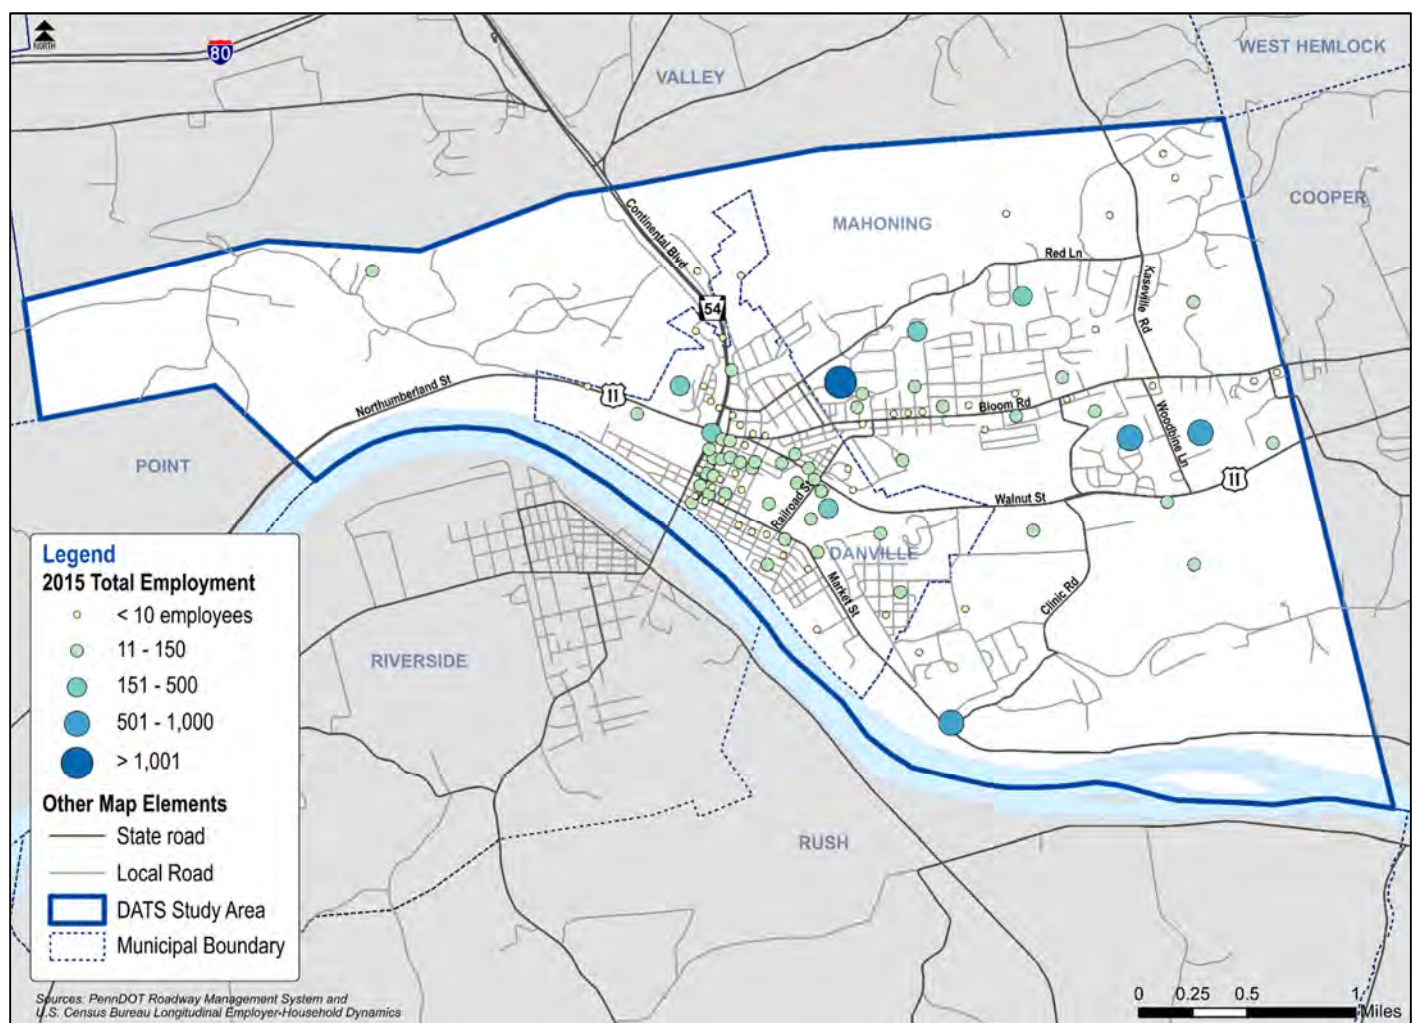 NORTH
80
VALLEY
WEST HEMLOCK
COOPER
MAHONING
Continental Blvd
Red Ln
Kaseville Rd
54
Northumberland St
11
Bloom Rd
Woodbine Ln
POINT
11
Walnut St
Railroad St
DANVILLE
Market St
Clinic Rd
RIVERSIDE
RUSH
Legend
2015 Total Employment
< 10 employees
11 - 150
151 - 500
501 - 1,000
> 1,001
Other Map Elements
State road
Local Road
DATS Study Area
Municipal Boundary
Sources: PennDOT Roadway Management System and
U.S. Census Bureau Longitudinal Employer-Household Dynamics
0 0.25 0.5 1
Miles